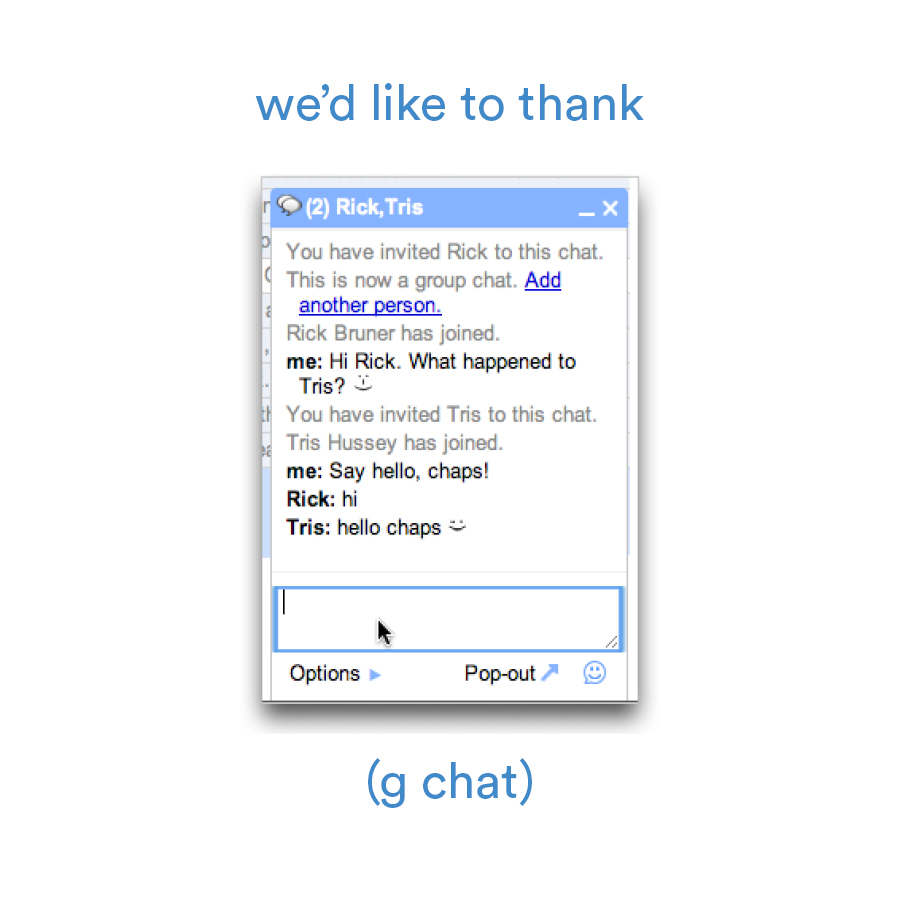 we’d like to thank
(2) Rick,Tris
You have invited Rick to this chat.
This is now a group chat. Add
another person.
Rick Bruner has joined.
me: Hi Rick. What happened to
Tris?
You have invited Tris to this chat.
Tris Hussey has joined.
me: Say hello, chaps!
Rick: hi
Tris: hello chaps
Options
Pop-out
(g chat)